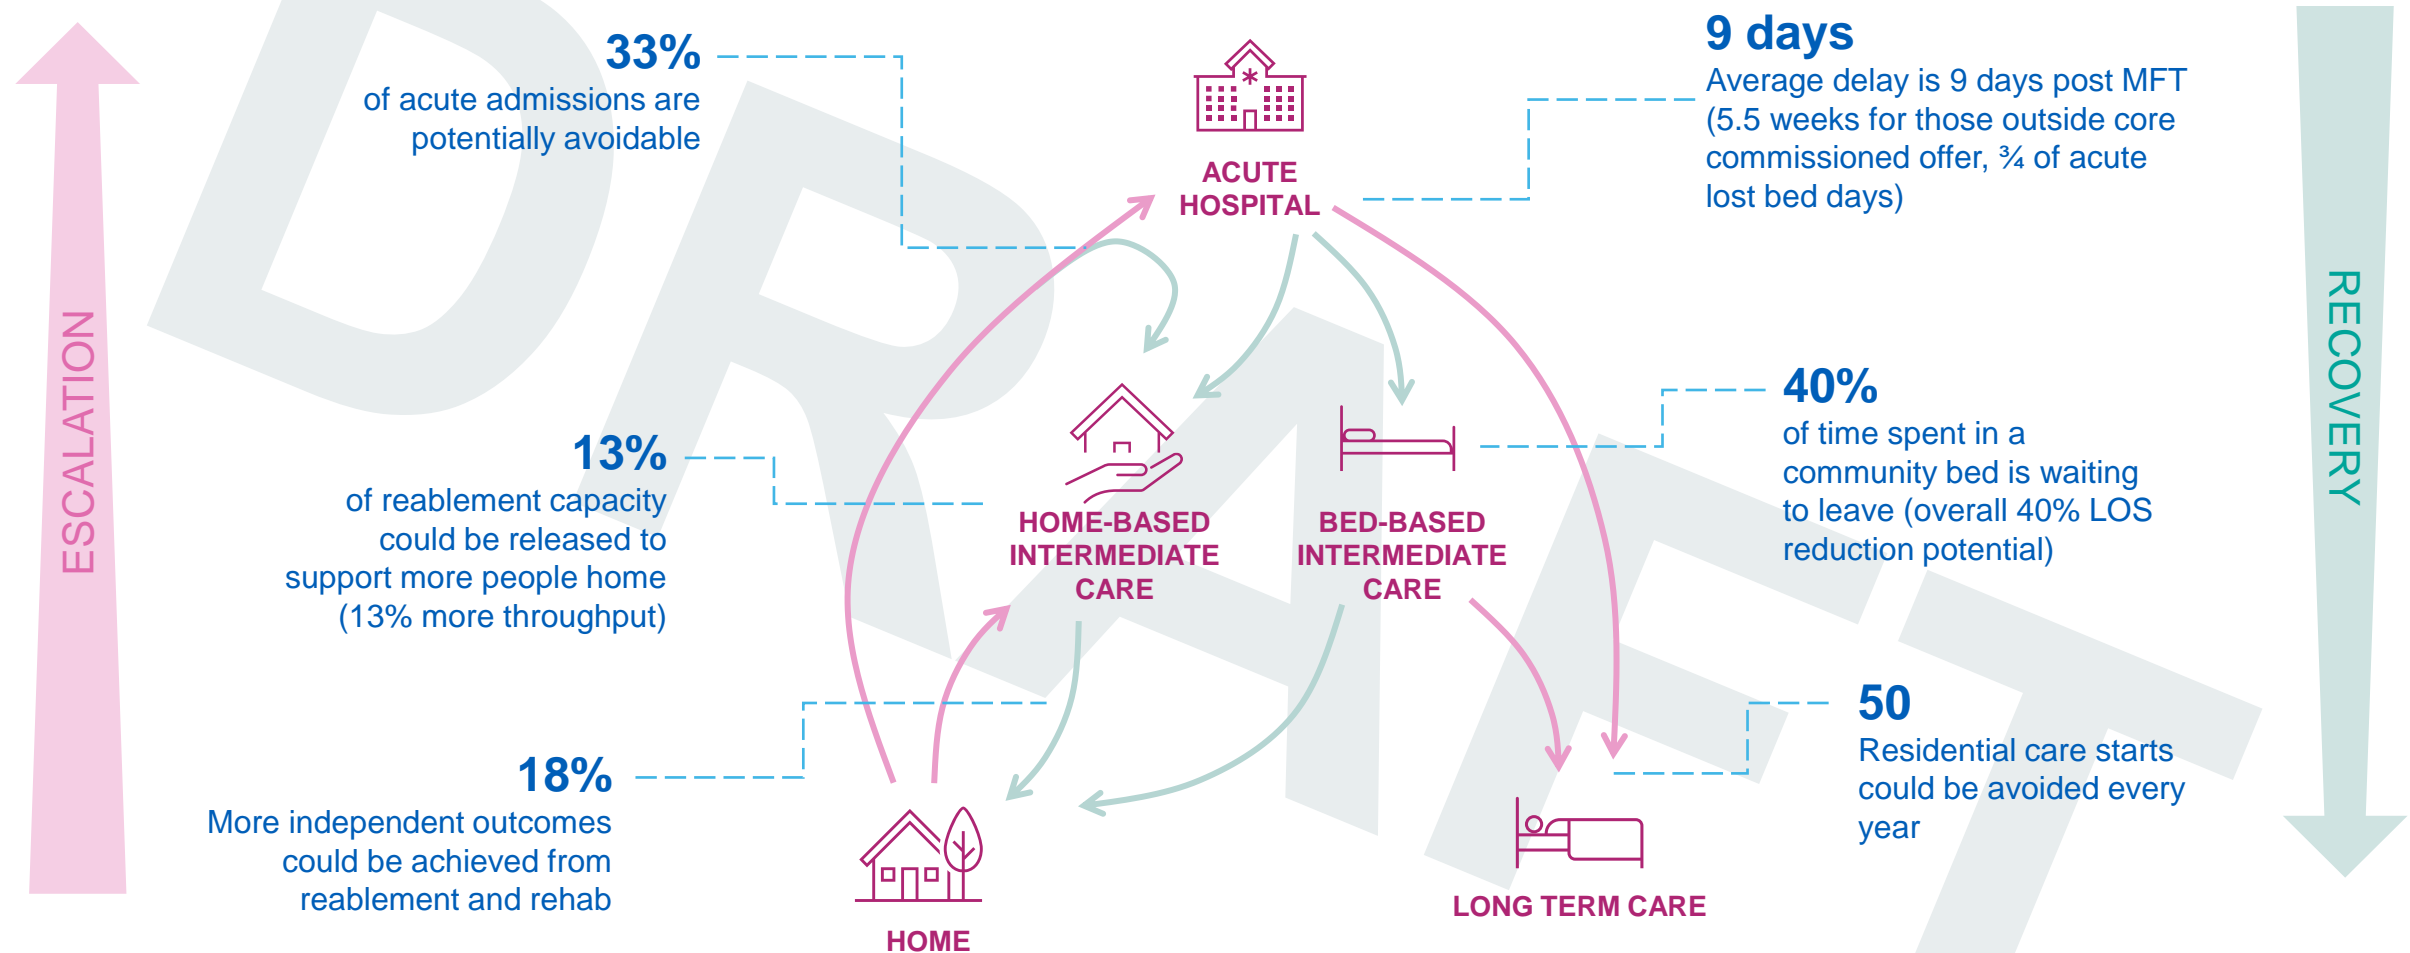 33%
of acute admissions are
potentially avoidable
9 days
Average delay is 9 days post MFT
(5.5 weeks for those outside core
commissioned offer, ¾ of acute
lost bed days)
ACUTE
HOSPITAL
ESCALATION
RECOVERY
13%
of reablement capacity
could be released to
support more people home
(13% more throughput)
HOME-BASED
INTERMEDIATE
CARE
BED-BASED
INTERMEDIATE
CARE
40%
of time spent in a
community bed is waiting
to leave (overall 40% LOS
reduction potential)
18%
More independent outcomes
could be achieved from
reablement and rehab
50
Residential care starts
could be avoided every
year
HOME
LONG TERM CARE
DRAFT